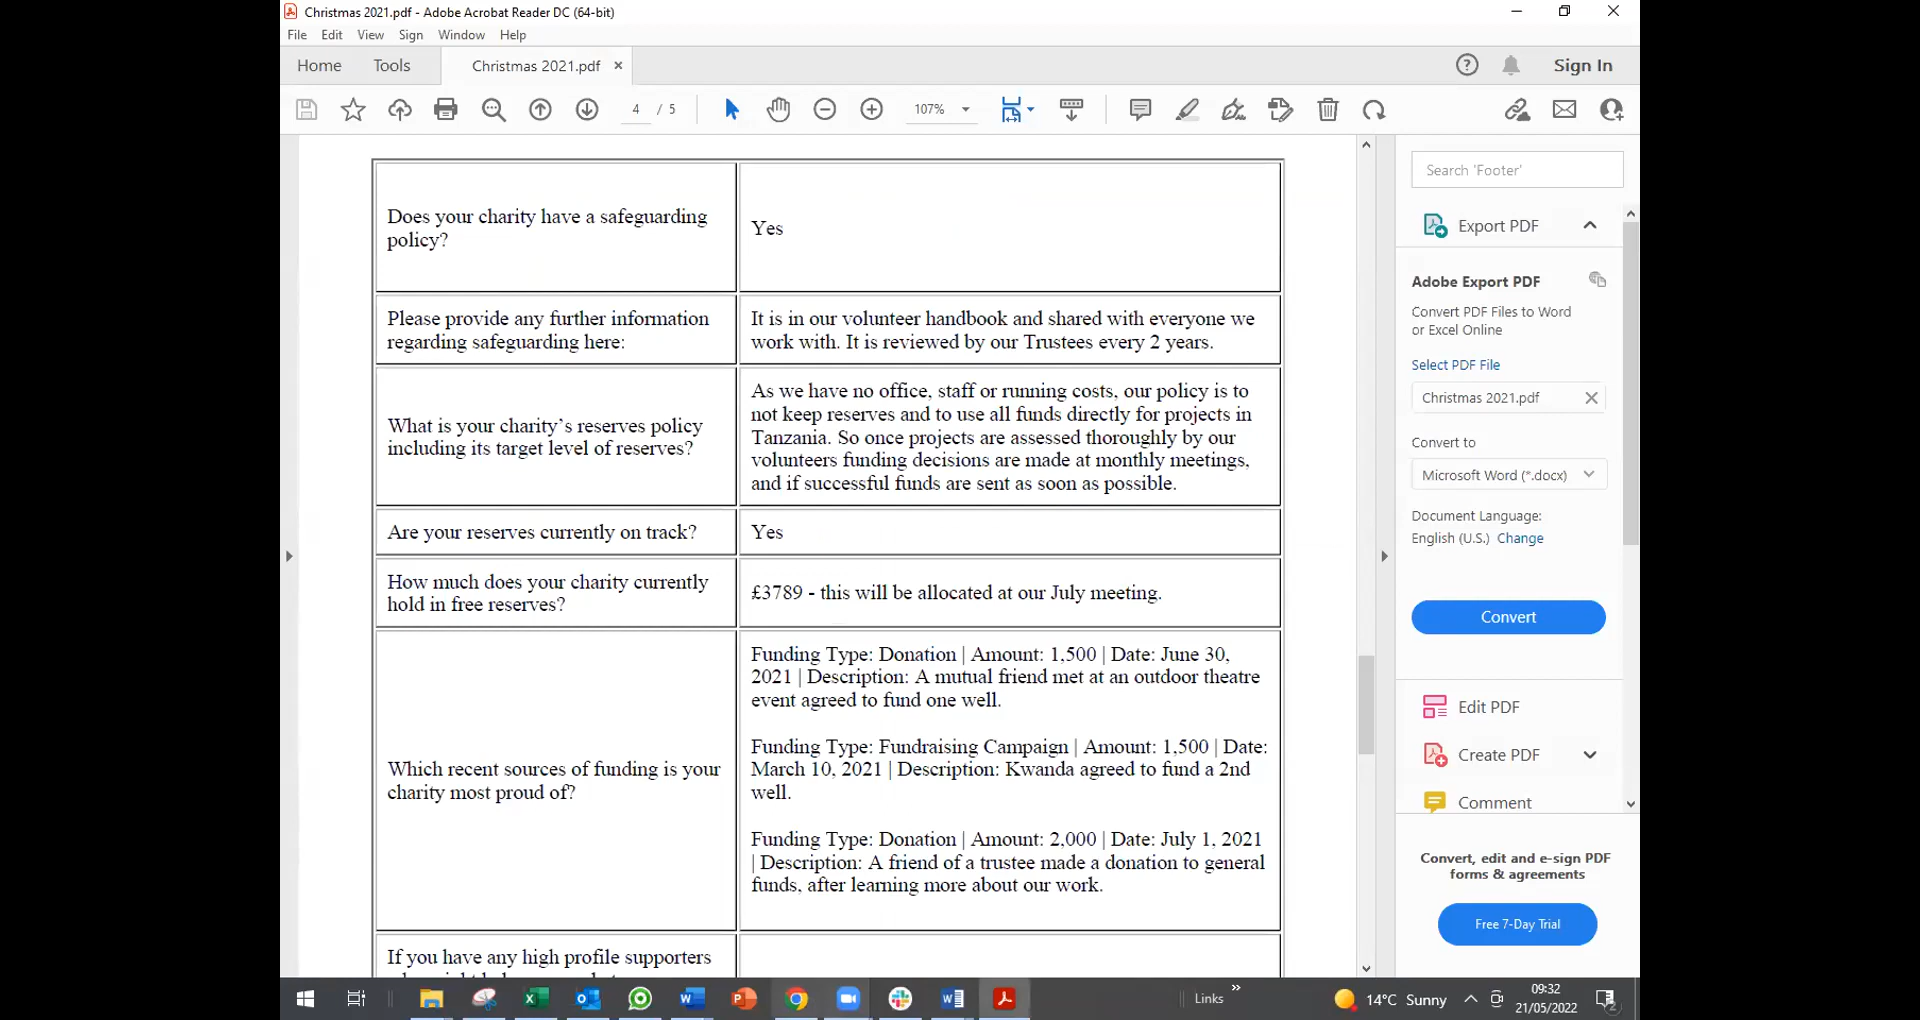 Christmas 2021.pdf - Adobe Acrobat Reader DC (64-bit)
File Edit View Sign Window Help
Home Tools Christmas 2021.pdf × Sign In
4 / 5 107%
Does your charity have a safeguarding
policy?
Yes
Please provide any further information
regarding safeguarding here:
It is in our volunteer handbook and shared with everyone we
work with. It is reviewed by our Trustees every 2 years.
What is your charity's reserves policy
including its target level of reserves?
As we have no office, staff or running costs, our policy is to
not keep reserves and to use all funds directly for projects in
Tanzania. So once projects are assessed thoroughly by our
volunteers funding decisions are made at monthly meetings,
and if successful funds are sent as soon as possible.
Are your reserves currently on track?
Yes
How much does your charity currently
hold in free reserves?
£3789 - this will be allocated at our July meeting.
Which recent sources of funding is your
charity most proud of?
Funding Type: Donation | Amount: 1,500 | Date: June 30,
2021 | Description: A mutual friend met at an outdoor theatre
event agreed to fund one well.
Funding Type: Fundraising Campaign | Amount: 1,500 | Date:
March 10, 2021 | Description: Kwanda agreed to fund a 2nd
well.
Funding Type: Donation | Amount: 2,000 | Date: July 1, 2021
| Description: A friend of a trustee made a donation to general
funds, after learning more about our work.
If you have any high profile supporters
Search 'Footer'
Export PDF
Adobe Export PDF
Convert PDF Files to Word
or Excel Online
Select PDF File
Christmas 2021.pdf
Convert to
Microsoft Word (*.docx)
Document Language:
English (U.S.) Change
Convert
Edit PDF
Create PDF
Comment
Convert, edit and e-sign PDF
forms & agreements
Free 7-Day Trial
Links » 14°C Sunny 09:32
21/05/2022